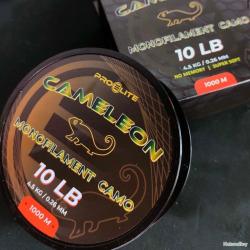 PROELITE
CAMELEON
MONOFILAMENT CAMO
10 LB
4.5 KG / 0.26 MM
1000 M
MONOFILAMENT CAMO
10 LB
4.5 KG / 0.26 MM
NO MEMORY | SUPER SOFT
1000 M
NaturaBuy